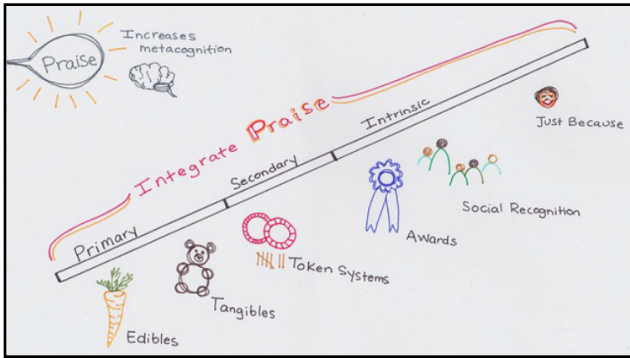 Praise
Increases
metacognition
Integrate Praise
Primary
Secondary
Intrinsic
Edibles
Tangibles
Token Systems
Awards
Social Recognition
Just Because